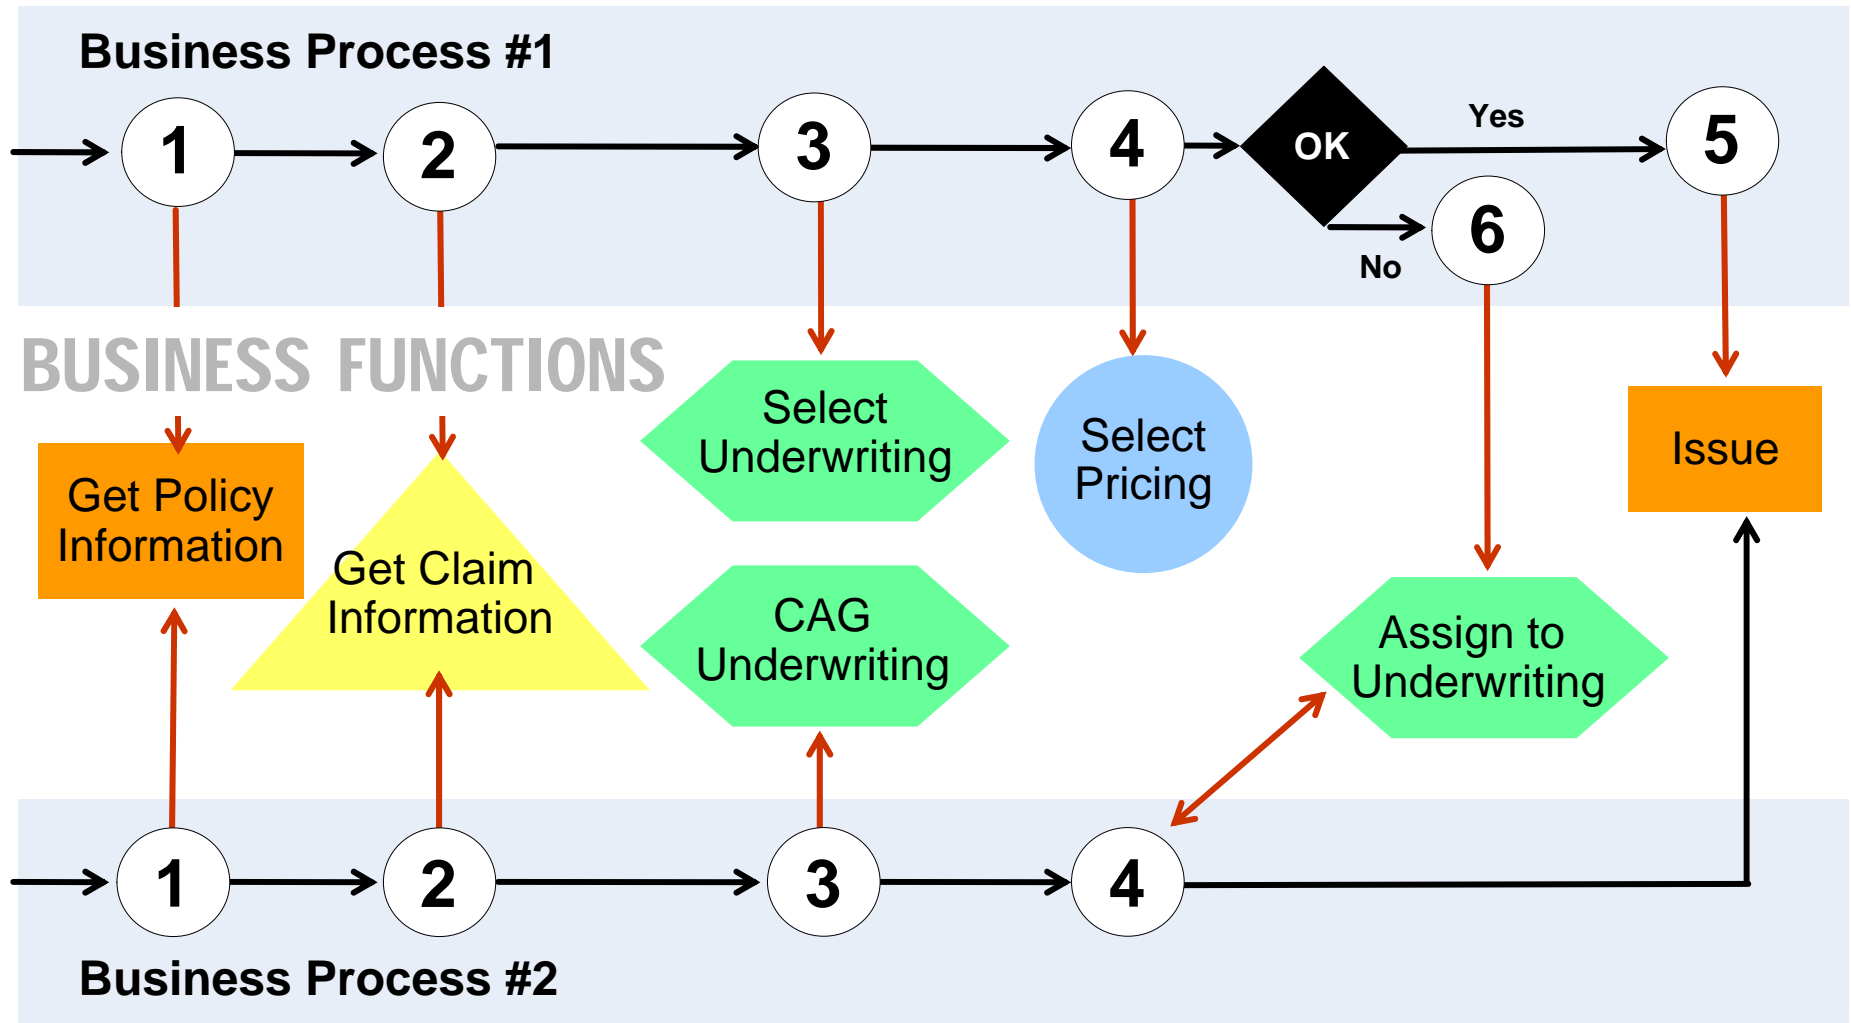 Business Process #1
1
2
3
4
OK
Yes
5
No
6
BUSINESS FUNCTIONS
Get Policy
Information
Get Claim
Information
Select
Underwriting
CAG
Underwriting
Select
Pricing
Assign to
Underwriting
Issue
1
2
3
4
Business Process #2